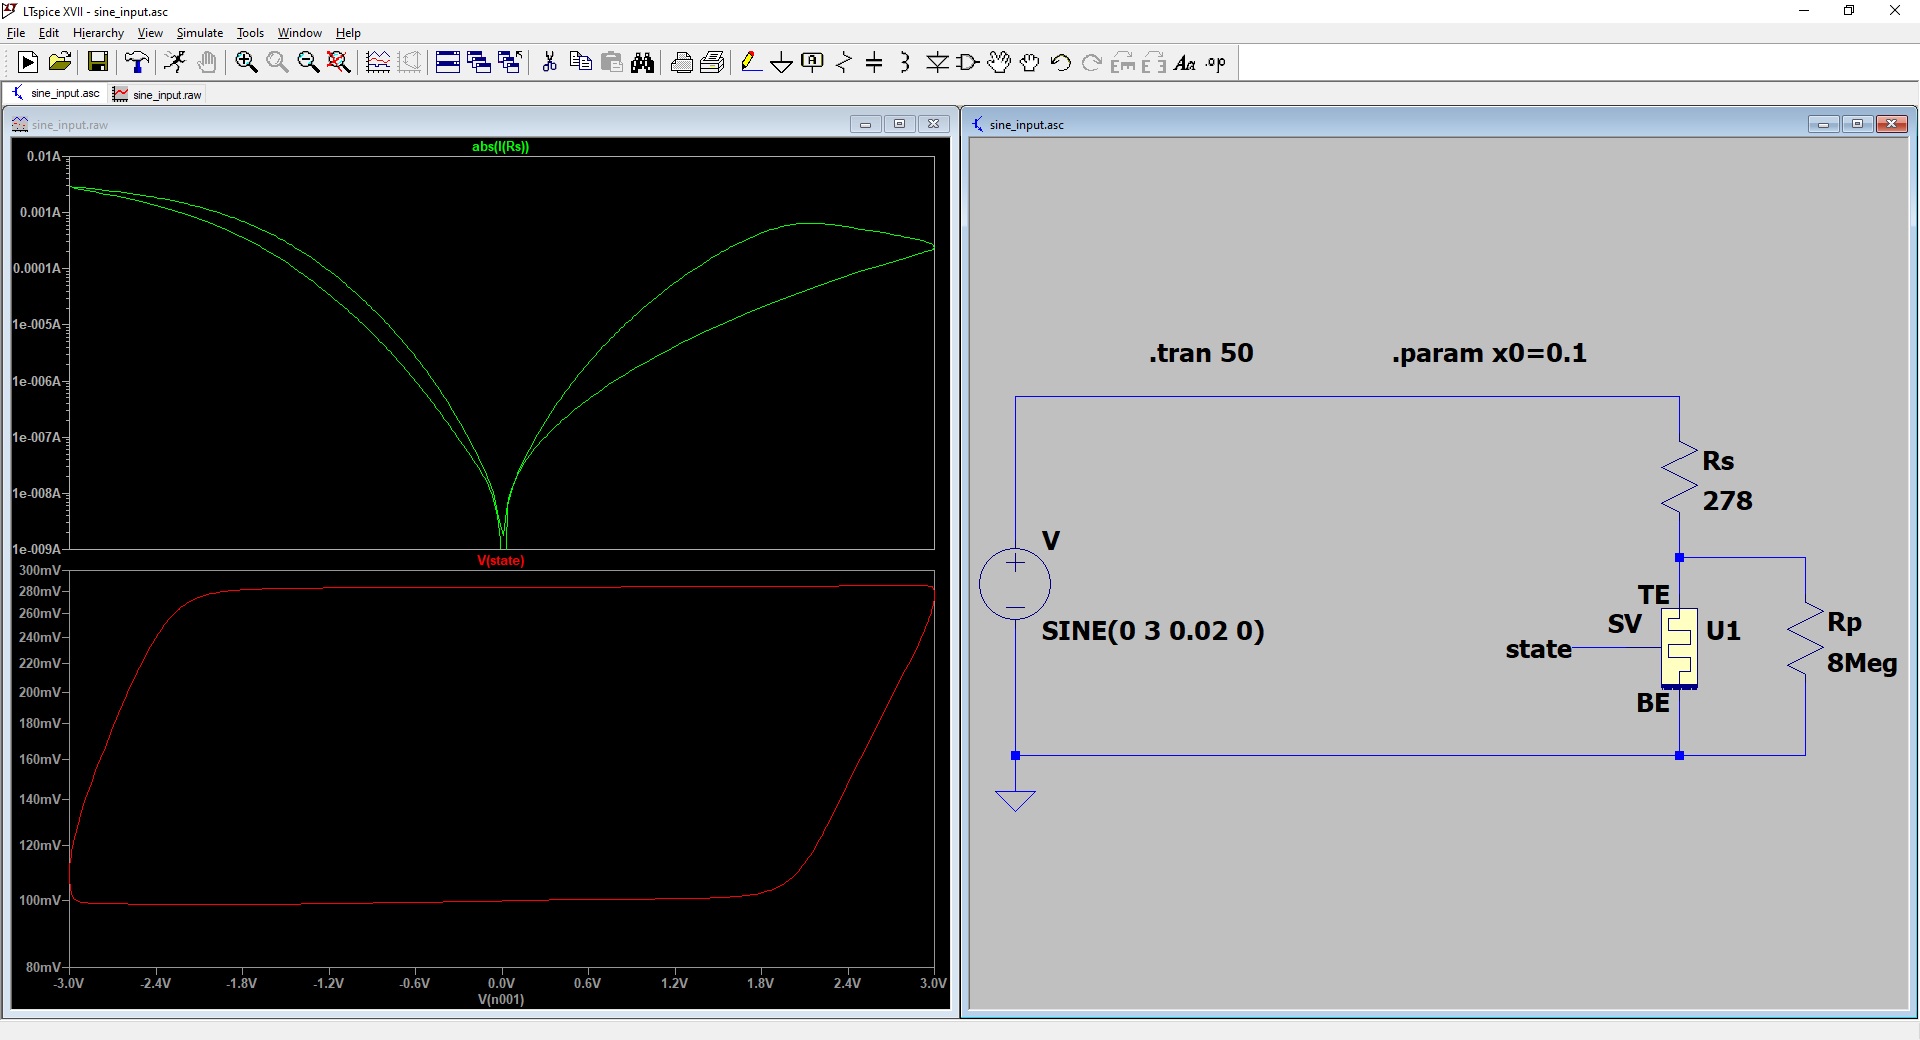 LTspice XVII - sine_input.asc
File Edit Hierarchy View Simulate Tools Window Help
A Aa .op
sine_input.asc sine_input.raw
sine_input.raw
abs(I(Rs))
0.01A
0.001A
0.0001A
1e-005A
1e-006A
1e-007A
1e-008A
1e-009A
V(state)
300mV
280mV
260mV
240mV
220mV
200mV
180mV
160mV
140mV
120mV
100mV
80mV
-3.0V -2.4V -1.8V -1.2V -0.6V 0.0V 0.6V 1.2V 1.8V 2.4V 3.0V
V(n001)
sine_input.asc
.tran 50 .param x0=0.1
Rs
278
V
SINE(0 3 0.02 0)
TE
SV
U1
state
BE
Rp
8Meg